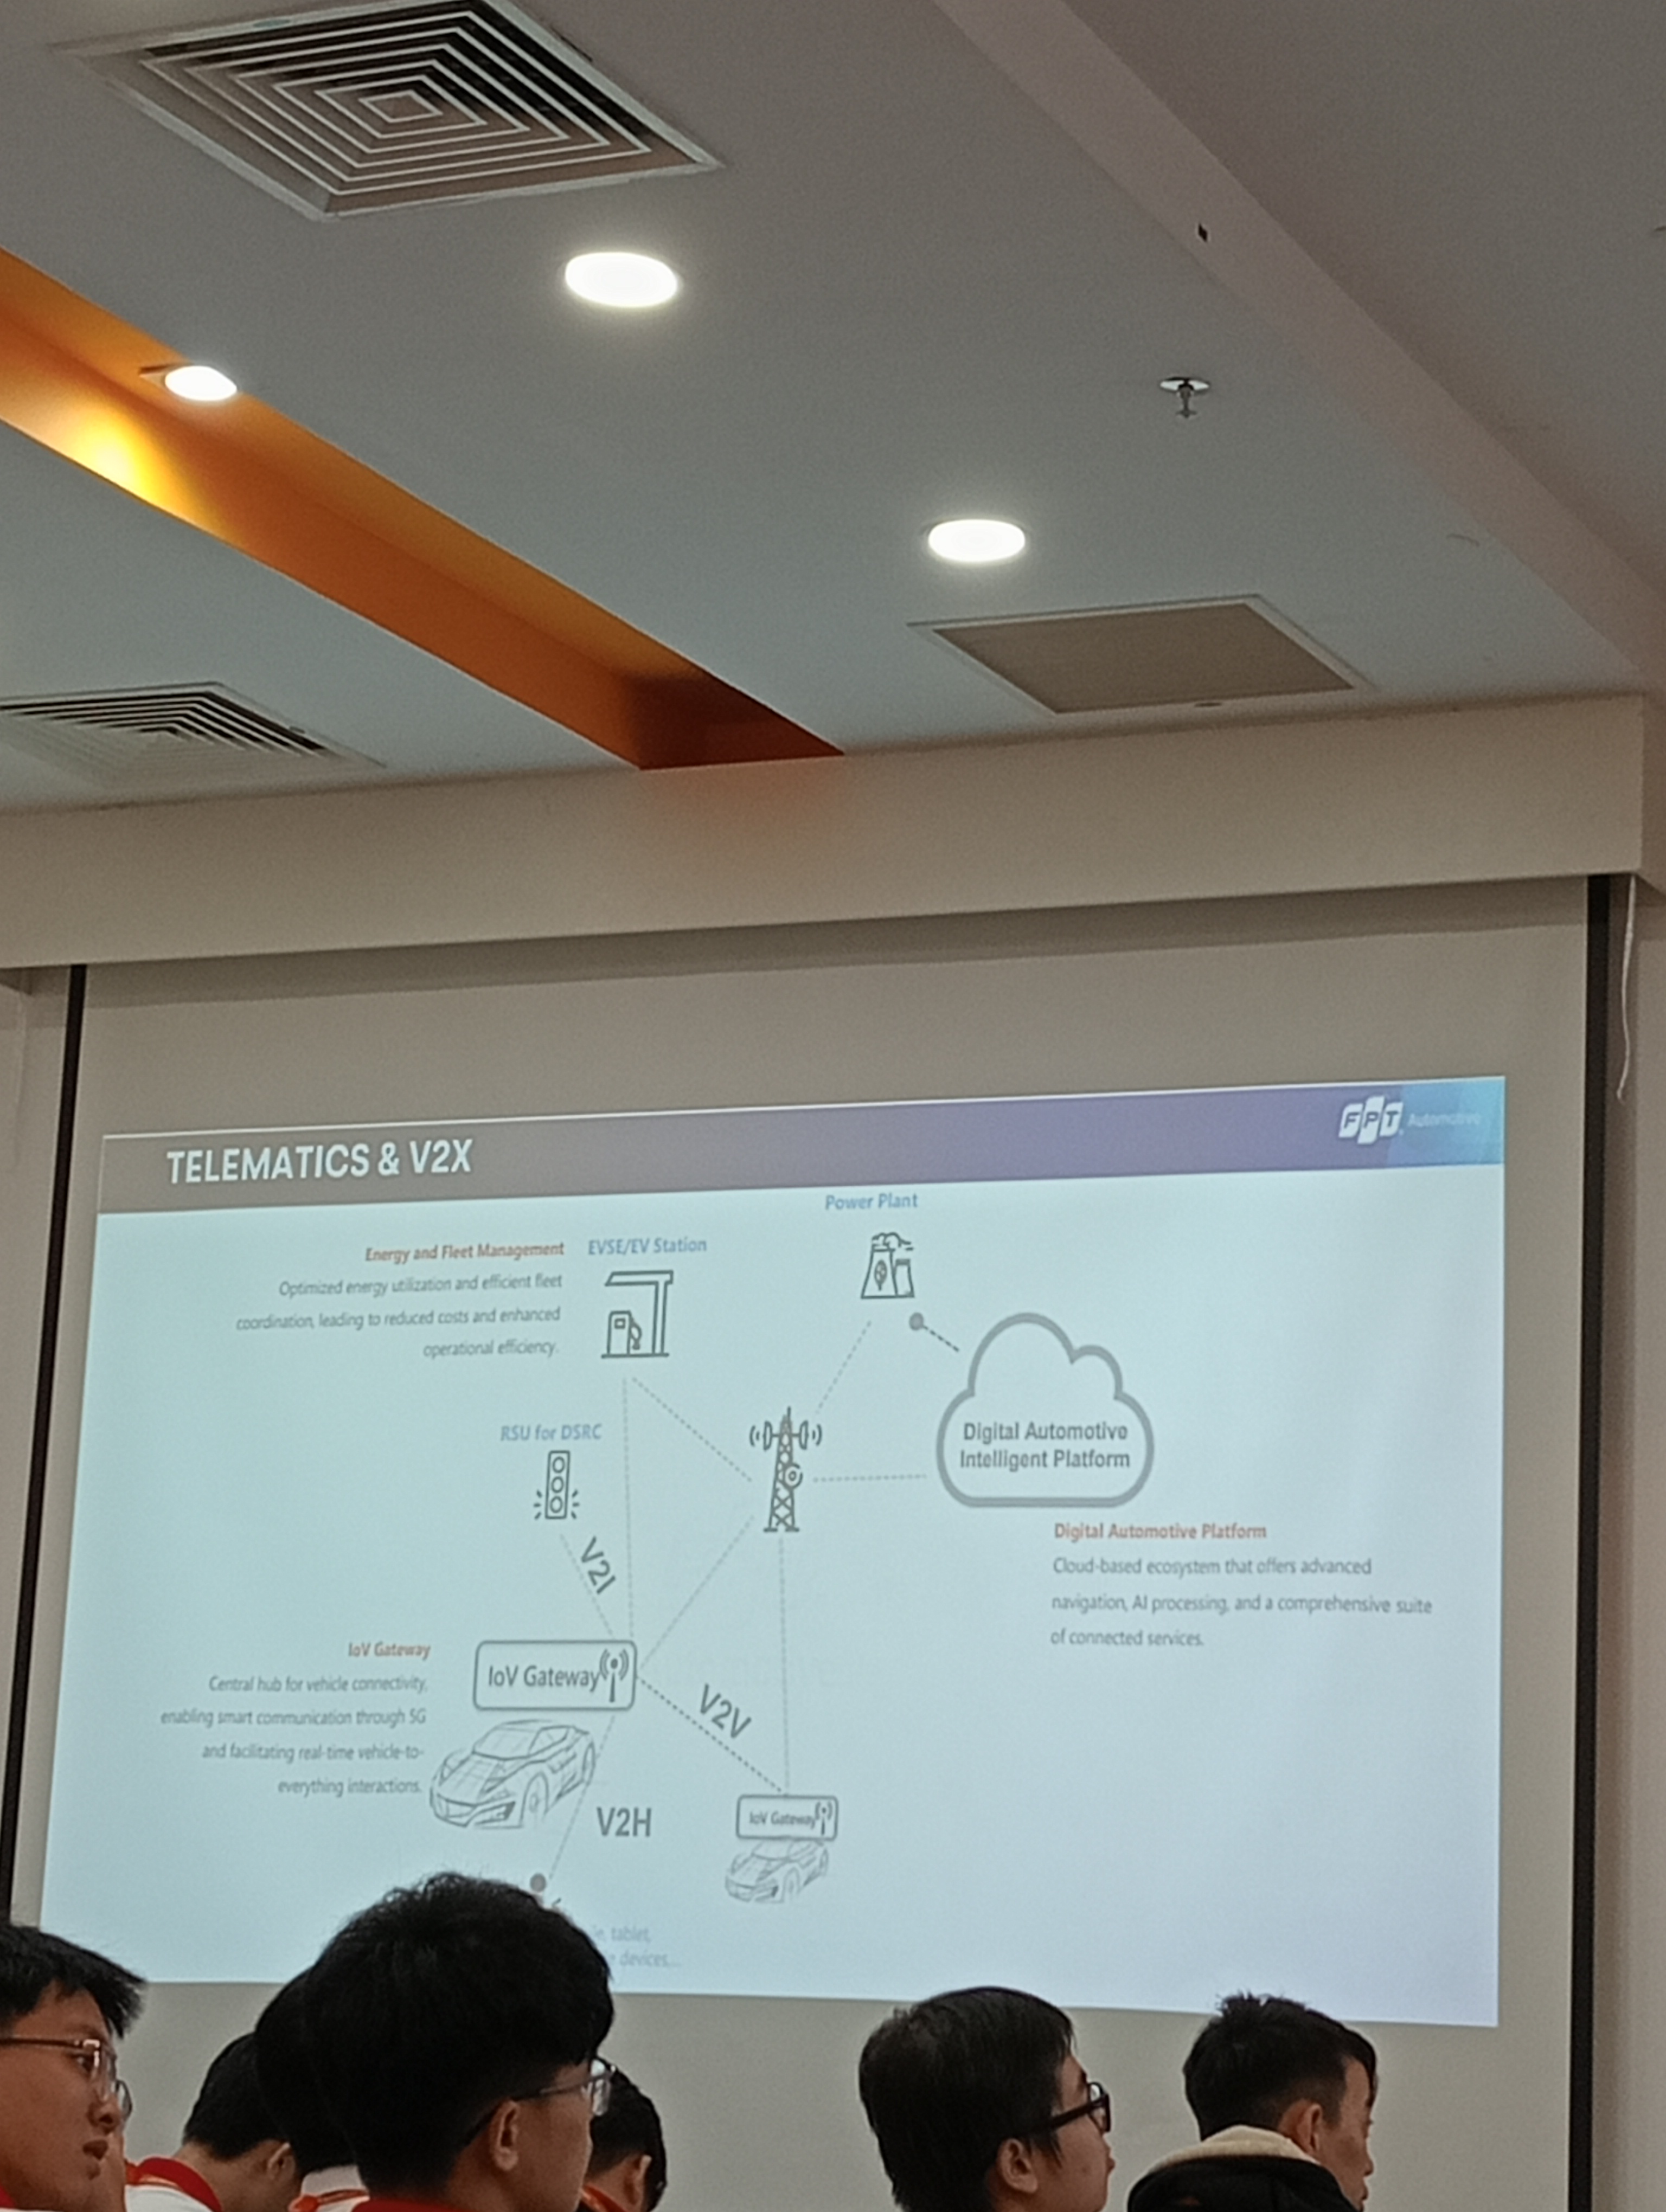 TELEMATICS & V2X
FPT Automotive
Power Plant
Energy and Fleet Management
Optimized energy utilization and efficient fleet
coordination, leading to reduced costs and enhanced
operational efficiency.
EVSE/EV Station
RSU for DSRC
V2I
Digital Automotive
Intelligent Platform
Digital Automotive Platform
Cloud-based ecosystem that offers advanced
navigation, AI processing, and a comprehensive suite
of connected services.
IoV Gateway
Central hub for vehicle connectivity,
enabling smart communication through 5G
and facilitating real-time vehicle-to-
everything interactions.
IoV Gateway
V2V
V2H
IoV Gateway
tablet,
devices...